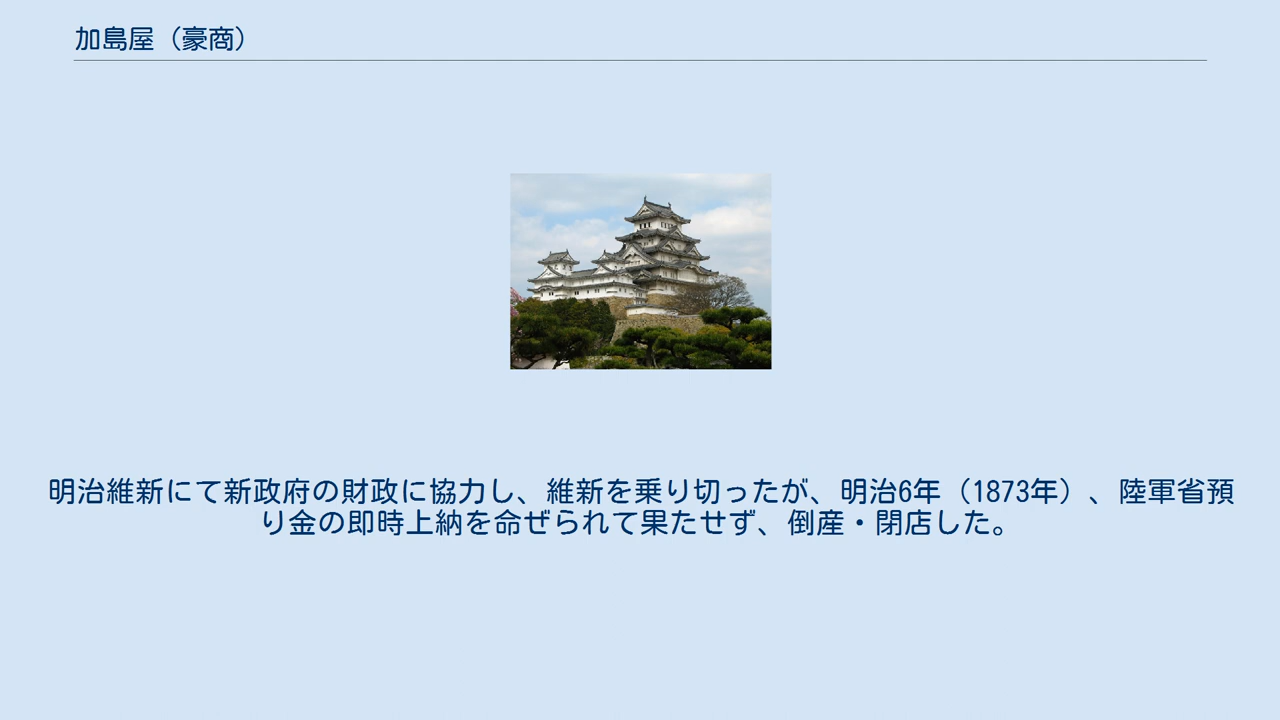 加島屋（豪商）
明治維新にて新政府の財政に協力し、維新を乗り切ったが、明治6年（1873年）、陸軍省預
り金の即時上納を命ぜられて果たせず、倒産・閉店した。